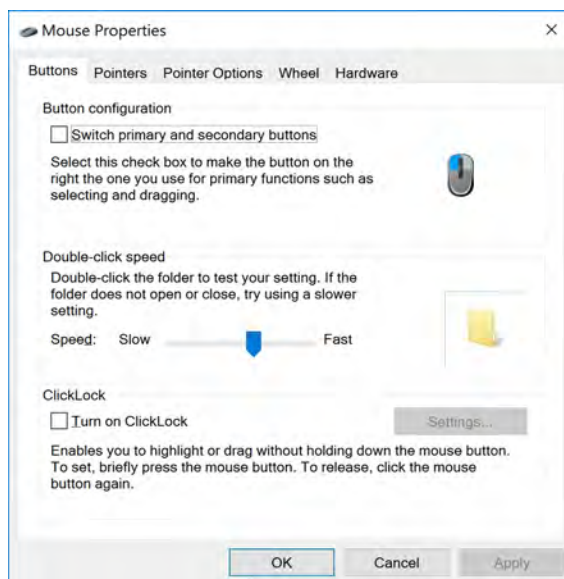 Mouse Properties
Buttons Pointers Pointer Options Wheel Hardware
Button configuration
Switch primary and secondary buttons
Select this check box to make the button on the
right the one you use for primary functions such as
selecting and dragging.
Double-click speed
Double-click the folder to test your setting. If the
folder does not open or close, try using a slower
setting.
Speed: Slow Fast
ClickLock
Turn on ClickLock Settings...
Enables you to highlight or drag without holding down the mouse button.
To set, briefly press the mouse button. To release, click the mouse
button again.
OK Cancel Apply